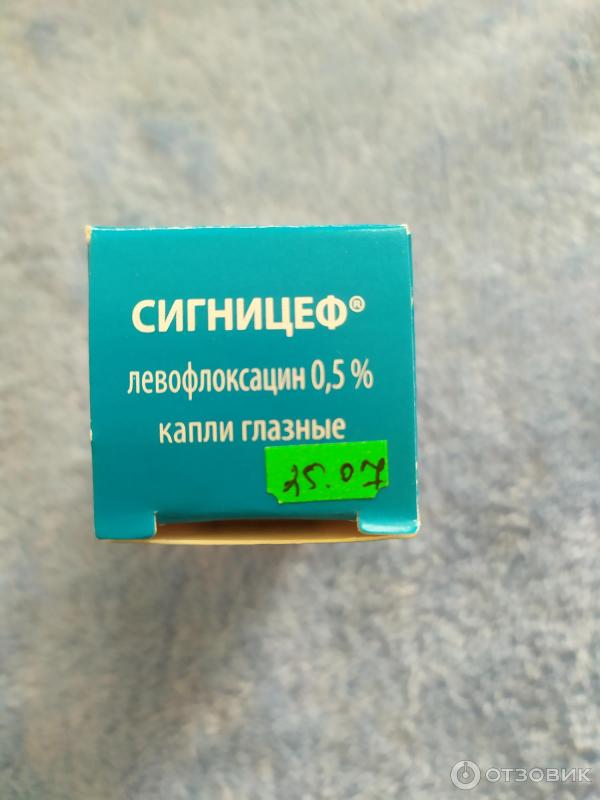 СИГНИЦЕФ®
левофлоксацин 0,5 %
капли глазные
25.07
ОТЗОВИК